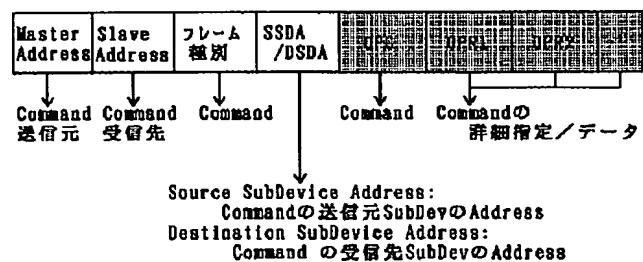 Master Address
Slave Address
フレーム 種別
SSDA /DSDA
OPC
OPR1
OPR2
Command 送信元
Command 受信先
Command
Command
Commandの 詳細指定/データ
Source SubDevice Address:
Commandの送信元SubDevのAddress
Destination SubDevice Address:
Command の受信先SubDevのAddress